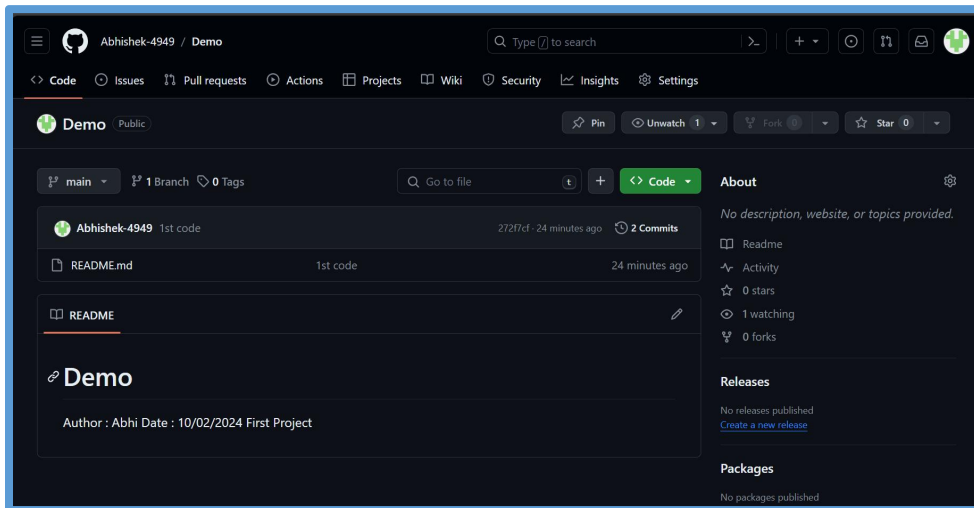 Abhishek-4949 / Demo
Type / to search
Code Issues Pull requests Actions Projects Wiki Security Insights Settings
Demo Public
Pin Unwatch 1 Fork 0 Star 0
main 1 Branch 0 Tags
Go to file t
Code
About
No description, website, or topics provided.
Abhishek-4949 1st code 272f7cf · 24 minutes ago 2 Commits
README.md 1st code 24 minutes ago
Readme
Activity
0 stars
1 watching
0 forks
README
Demo
Author : Abhi Date : 10/02/2024 First Project
Releases
No releases published
Create a new release
Packages
No packages published